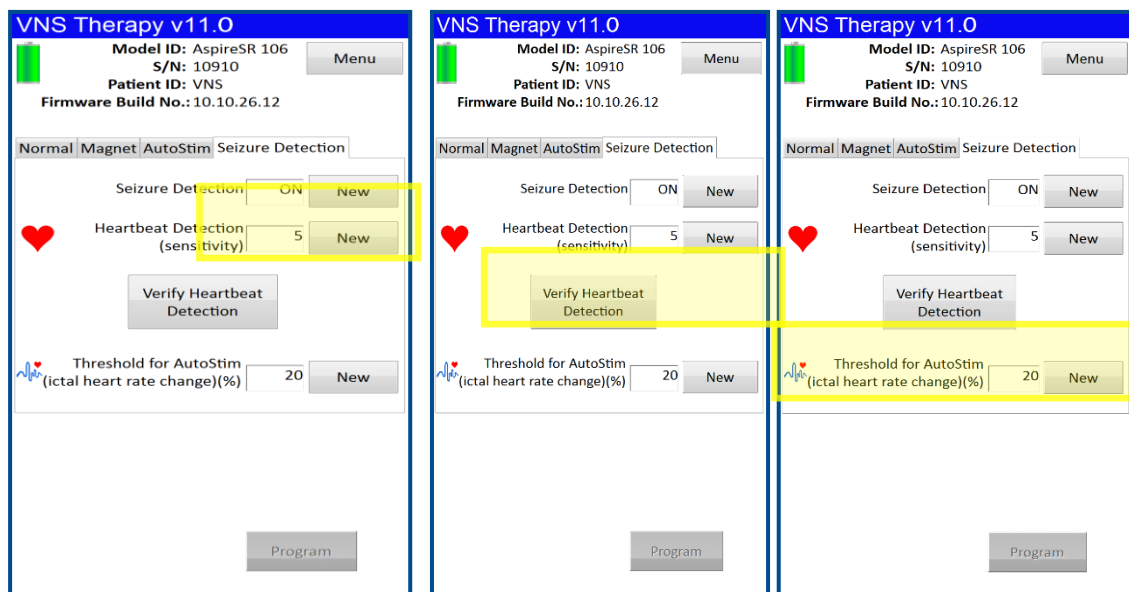 VNS Therapy v11.0
Model ID: AspireSR 106
Menu
S/N: 10910
Patient ID: VNS
Firmware Build No.: 10.10.26.12
Normal Magnet AutoStim Seizure Detection
Seizure Detection ON New
Heartbeat Detection
(sensitivity) 5 New
Verify Heartbeat
Detection
Threshold for AutoStim
(ictal heart rate change)(%) 20 New
Program
VNS Therapy v11.0
Model ID: AspireSR 106
Menu
S/N: 10910
Patient ID: VNS
Firmware Build No.: 10.10.26.12
Normal Magnet AutoStim Seizure Detection
Seizure Detection ON New
Heartbeat Detection
(sensitivity) 5 New
Verify Heartbeat
Detection
Threshold for AutoStim
(ictal heart rate change)(%) 20 New
Program
VNS Therapy v11.0
Model ID: AspireSR 106
Menu
S/N: 10910
Patient ID: VNS
Firmware Build No.: 10.10.26.12
Normal Magnet AutoStim Seizure Detection
Seizure Detection ON New
Heartbeat Detection
(sensitivity) 5 New
Verify Heartbeat
Detection
Threshold for AutoStim
(ictal heart rate change)(%) 20 New
Program